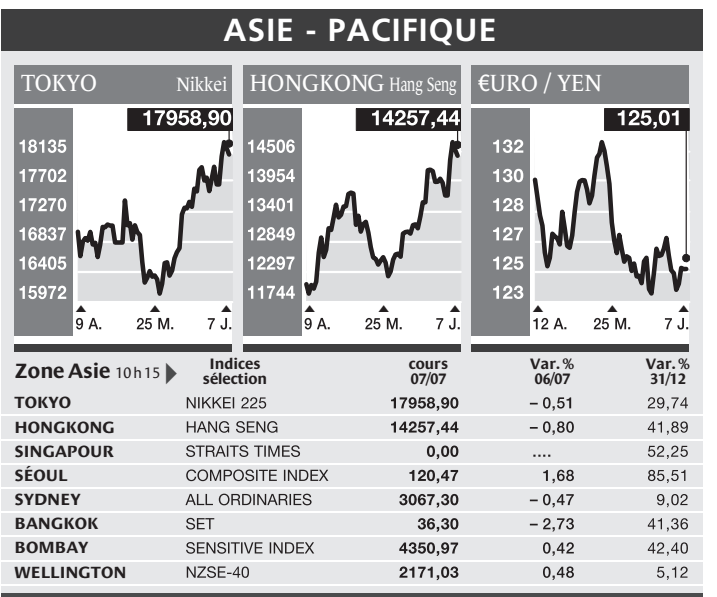 ASIE - PACIFIQUE
TOKYO Nikkei
17958,90
18135
17702
17270
16837
16405
15972
9 A. 25 M. 7 J.
HONGKONG Hang Seng
14257,44
14506
13954
13401
12849
12297
11744
9 A. 25 M. 7 J.
€URO / YEN
125,01
132
130
128
127
125
123
12 A. 25 M. 7 J.
Zone Asie 10h15 Indices sélection cours 07/07 Var. % 06/07 Var. % 31/12
TOKYO NIKKEI 225 17958,90 – 0,51 29,74
HONGKONG HANG SENG 14257,44 – 0,80 41,89
SINGAPOUR STRAITS TIMES 0,00 .... 52,25
SÉOUL COMPOSITE INDEX 120,47 1,68 85,51
SYDNEY ALL ORDINARIES 3067,30 – 0,47 9,02
BANGKOK SET 36,30 – 2,73 41,36
BOMBAY SENSITIVE INDEX 4350,97 0,42 42,40
WELLINGTON NZSE-40 2171,03 0,48 5,12